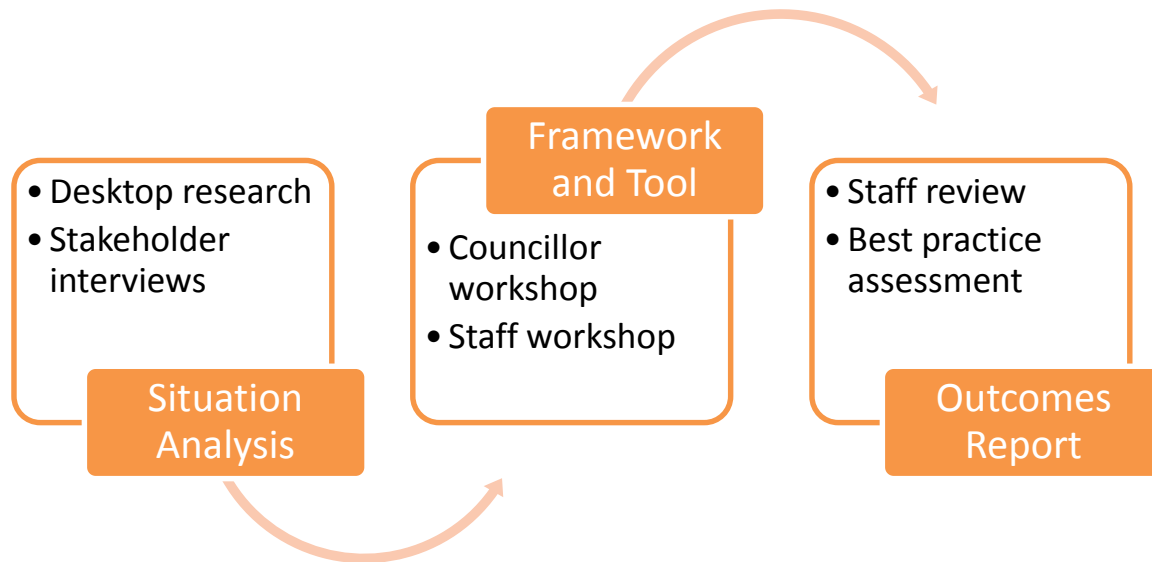 • Desktop research
• Stakeholder
interviews
Situation
Analysis
Framework
and Tool
• Councillor
workshop
• Staff workshop
• Staff review
• Best practice
assessment
Outcomes
Report